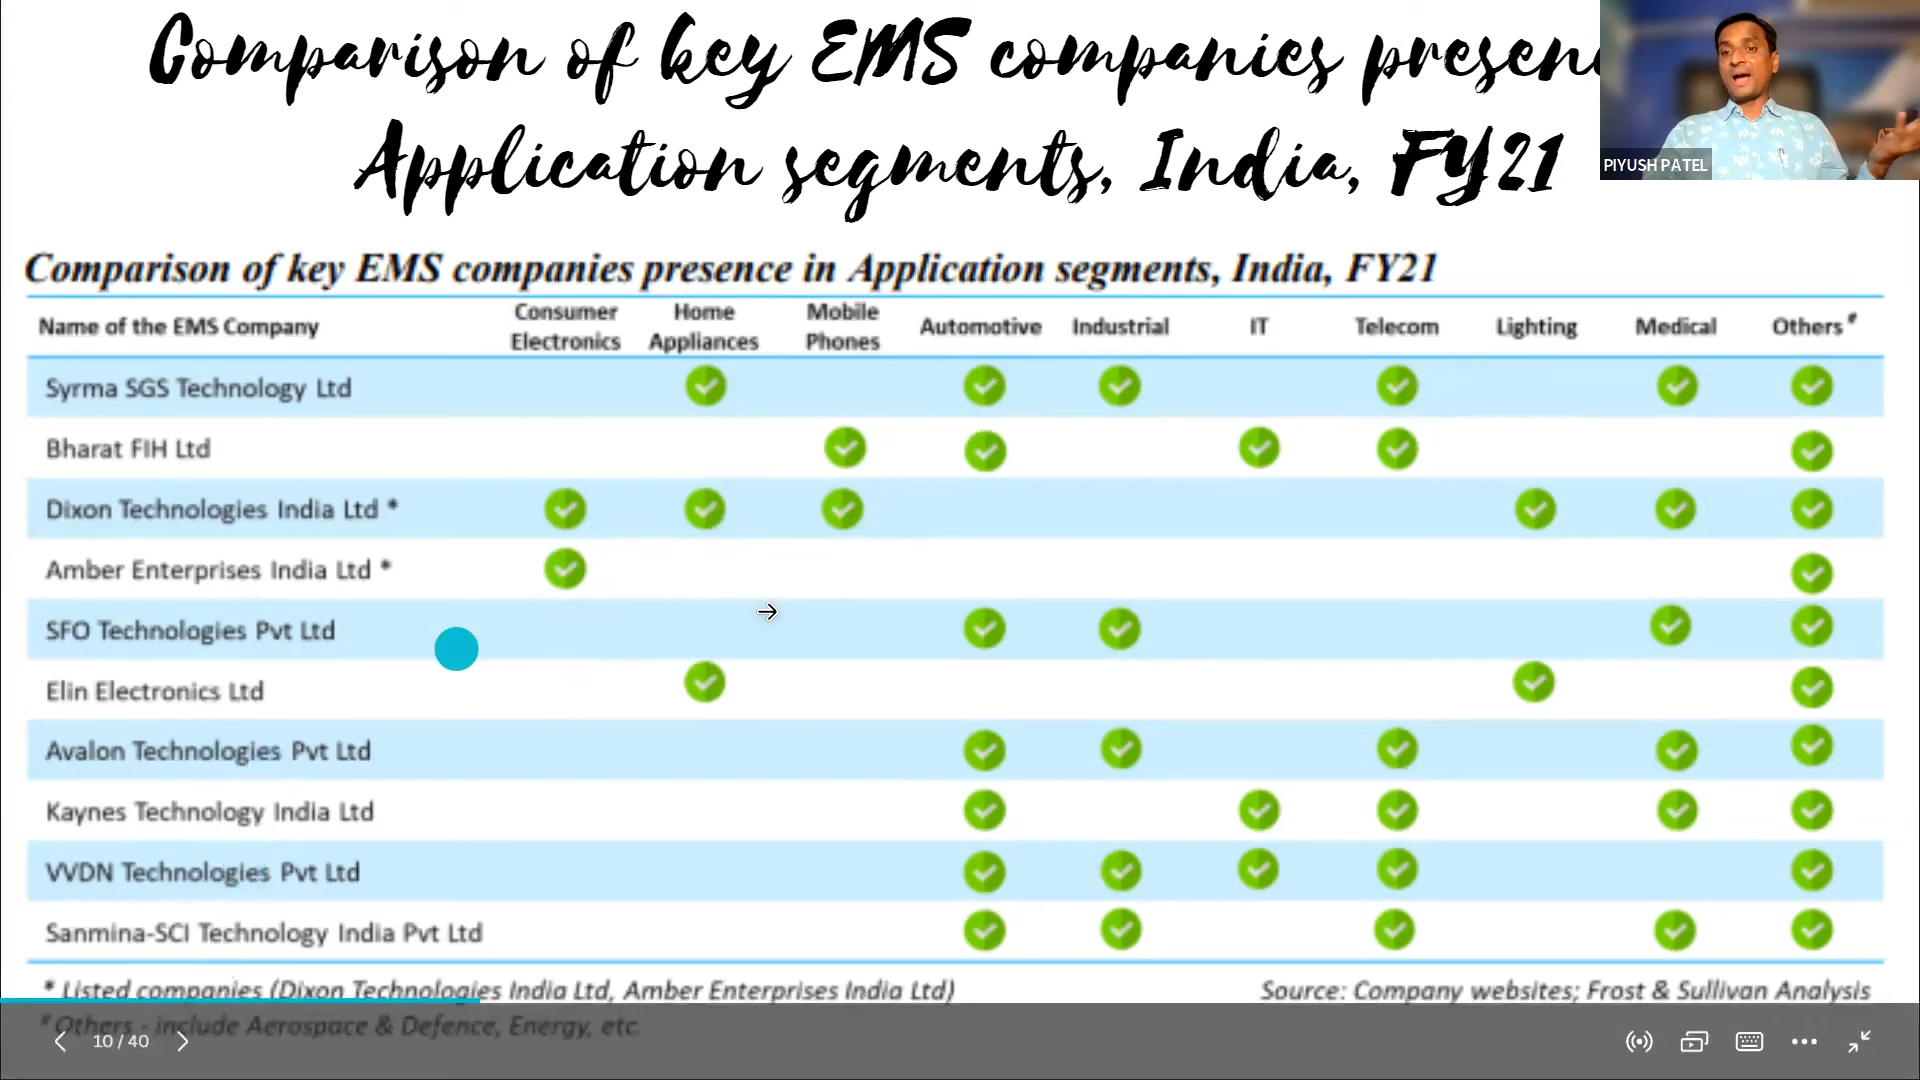 Comparison of key EMS companies presen
Application segments, India, FY21
PIYUSH PATEL
Comparison of key EMS companies presence in Application segments, India, FY21
Name of the EMS Company Consumer Electronics Home Appliances Mobile Phones Automotive Industrial IT Telecom Lighting Medical Others #
Syrma SGS Technology Ltd
Bharat FIH Ltd
Dixon Technologies India Ltd *
Amber Enterprises India Ltd *
SFO Technologies Pvt Ltd
Elin Electronics Ltd
Avalon Technologies Pvt Ltd
Kaynes Technology India Ltd
VVDN Technologies Pvt Ltd
Sanmina-SCI Technology India Pvt Ltd
* Listed companies (Dixon Technologies India Ltd, Amber Enterprises India Ltd) Source: Company websites; Frost & Sullivan Analysis
# Others - include Aerospace & Defence, Energy, etc
10 / 40